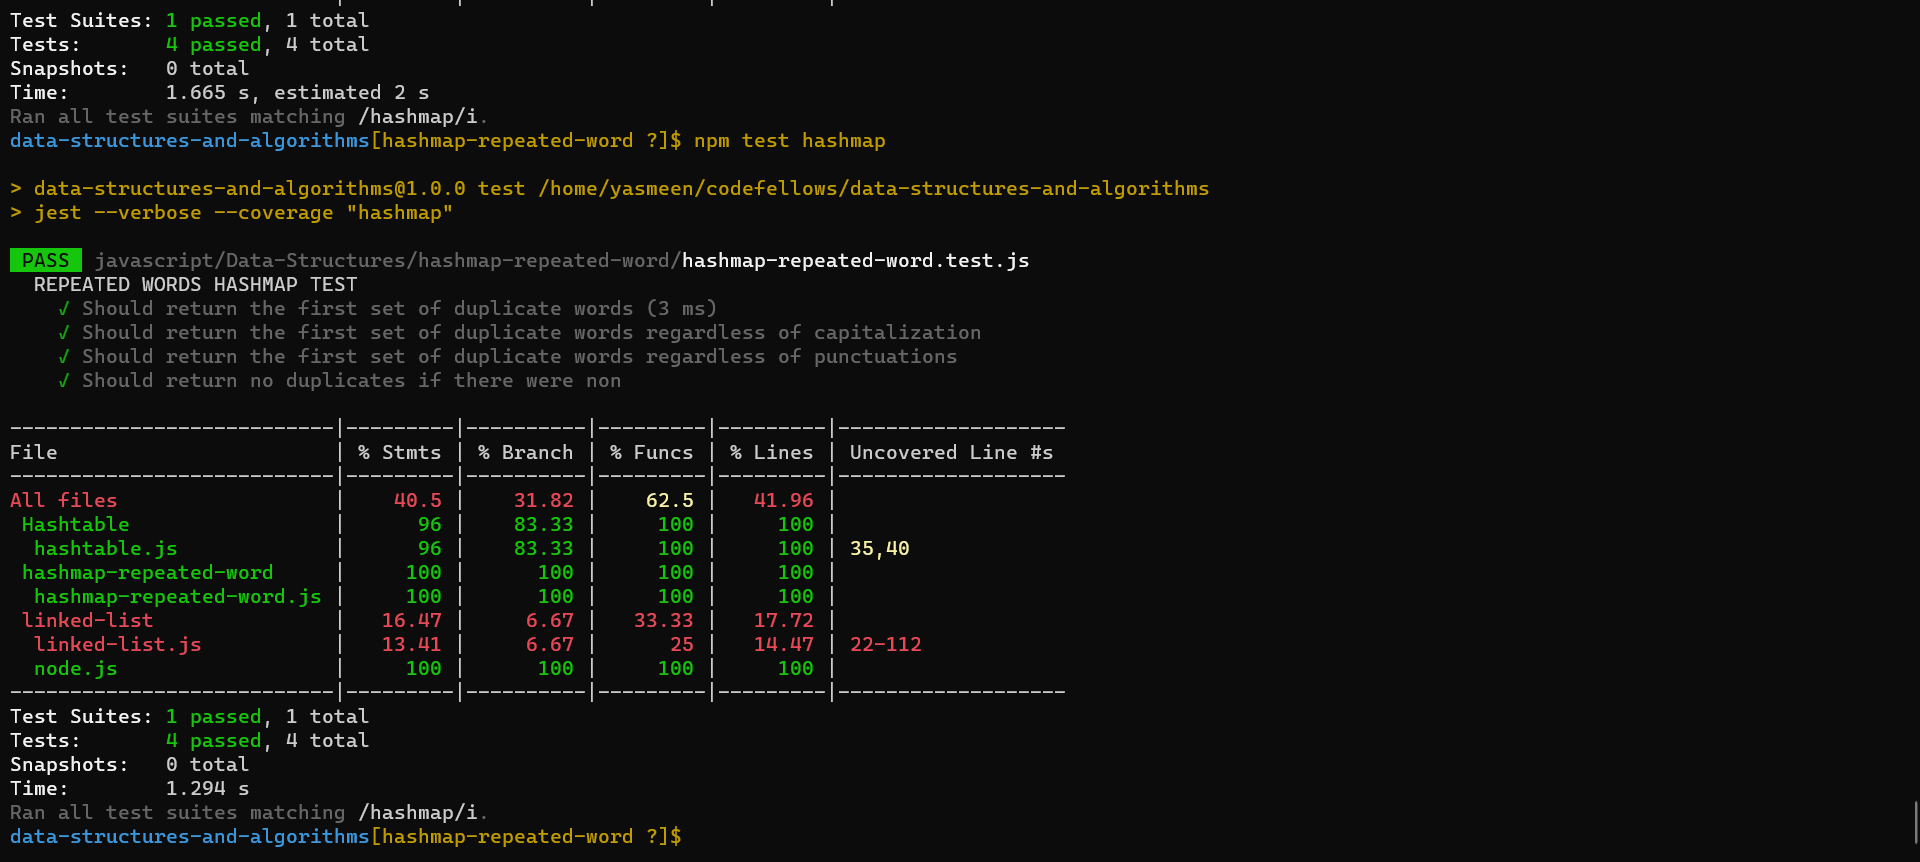 Test Suites: 1 passed, 1 total
Tests:       4 passed, 4 total
Snapshots:   0 total
Time:        1.665 s, estimated 2 s
Ran all test suites matching /hashmap/i.
data-structures-and-algorithms[hashmap-repeated-word ?]$ npm test hashmap

> data-structures-and-algorithms@1.0.0 test /home/yasmeen/codefellows/data-structures-and-algorithms
> jest --verbose --coverage "hashmap"

 PASS  javascript/Data-Structures/hashmap-repeated-word/hashmap-repeated-word.test.js
  REPEATED WORDS HASHMAP TEST
    √ Should return the first set of duplicate words (3 ms)
    √ Should return the first set of duplicate words regardless of capitalization
    √ Should return the first set of duplicate words regardless of punctuations
    √ Should return no duplicates if there were non

---------------------------|---------|----------|---------|---------|-------------------
File                       | % Stmts | % Branch | % Funcs | % Lines | Uncovered Line #s
---------------------------|---------|----------|---------|---------|-------------------
All files                  |    40.5 |    31.82 |    62.5 |   41.96 |
 Hashtable                 |      96 |    83.33 |     100 |     100 |
  hashtable.js             |      96 |    83.33 |     100 |     100 | 35,40
 hashmap-repeated-word     |     100 |      100 |     100 |     100 |
  hashmap-repeated-word.js |     100 |      100 |     100 |     100 |
 linked-list               |   16.47 |     6.67 |   33.33 |   17.72 |
  linked-list.js           |   13.41 |     6.67 |      25 |   14.47 | 22-112
  node.js                  |     100 |      100 |     100 |     100 |
---------------------------|---------|----------|---------|---------|-------------------
Test Suites: 1 passed, 1 total
Tests:       4 passed, 4 total
Snapshots:   0 total
Time:        1.294 s
Ran all test suites matching /hashmap/i.
data-structures-and-algorithms[hashmap-repeated-word ?]$